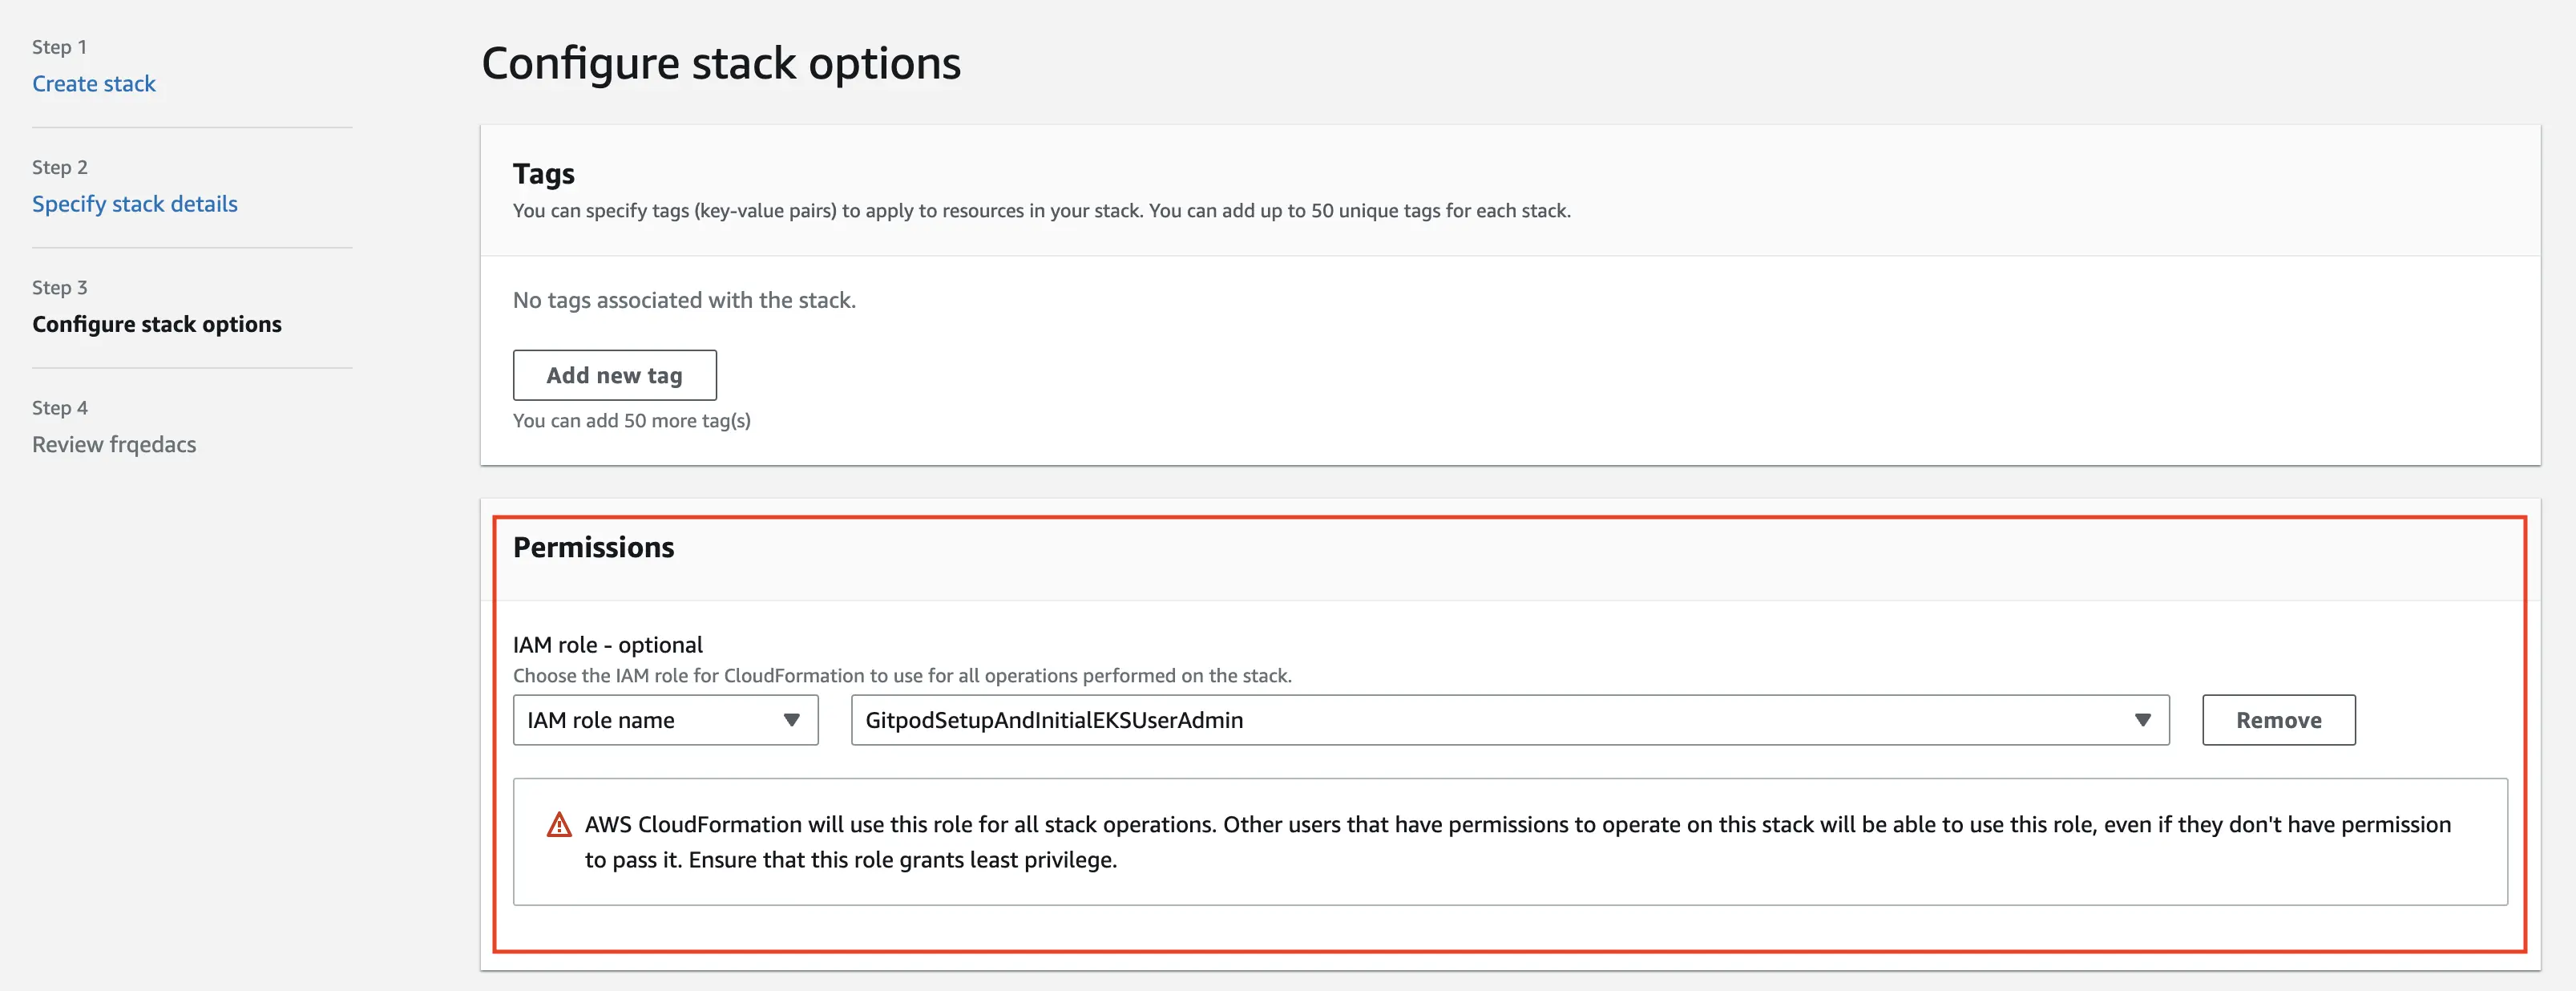 Step 1
Create stack
Step 2
Specify stack details
Step 3
Configure stack options
Step 4
Review frqedacs
Configure stack options
Tags
You can specify tags (key-value pairs) to apply to resources in your stack. You can add up to 50 unique tags for each stack.
No tags associated with the stack.
Add new tag
You can add 50 more tag(s)
Permissions
IAM role - optional
Choose the IAM role for CloudFormation to use for all operations performed on the stack.
IAM role name
GitpodSetupAndInitialEKSUserAdmin
Remove
AWS CloudFormation will use this role for all stack operations. Other users that have permissions to operate on this stack will be able to use this role, even if they don't have permission
to pass it. Ensure that this role grants least privilege.